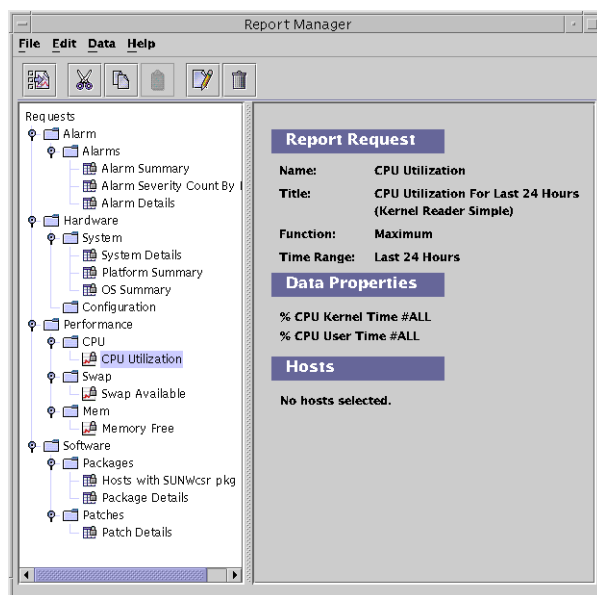 Report Manager
File Edit Data Help
Requests
Alarm
Alarms
Alarm Summary
Alarm Severity Count By
Alarm Details
Hardware
System
System Details
Platform Summary
OS Summary
Configuration
Performance
CPU
CPU Utilization
Swap
Swap Available
Mem
Memory Free
Software
Packages
Hosts with SUNWcsr pkg
Package Details
Patches
Patch Details
Report Request
Name: CPU Utilization
Title: CPU Utilization For Last 24 Hours
(Kernel Reader Simple)
Function: Maximum
Time Range: Last 24 Hours
Data Properties
% CPU Kernel Time #ALL
% CPU User Time #ALL
Hosts
No hosts selected.